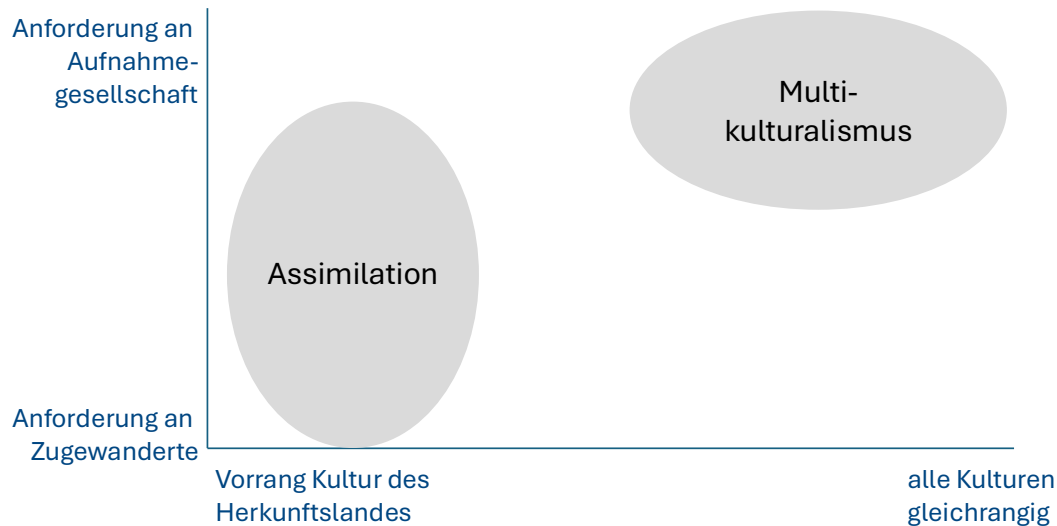 Anforderung an
Aufnahme-
gesellschaft
Multi-
kulturalismus
Assimilation
Anforderung an
Zugewanderte
Vorrang Kultur des
Herkunftslandes
alle Kulturen
gleichrangig